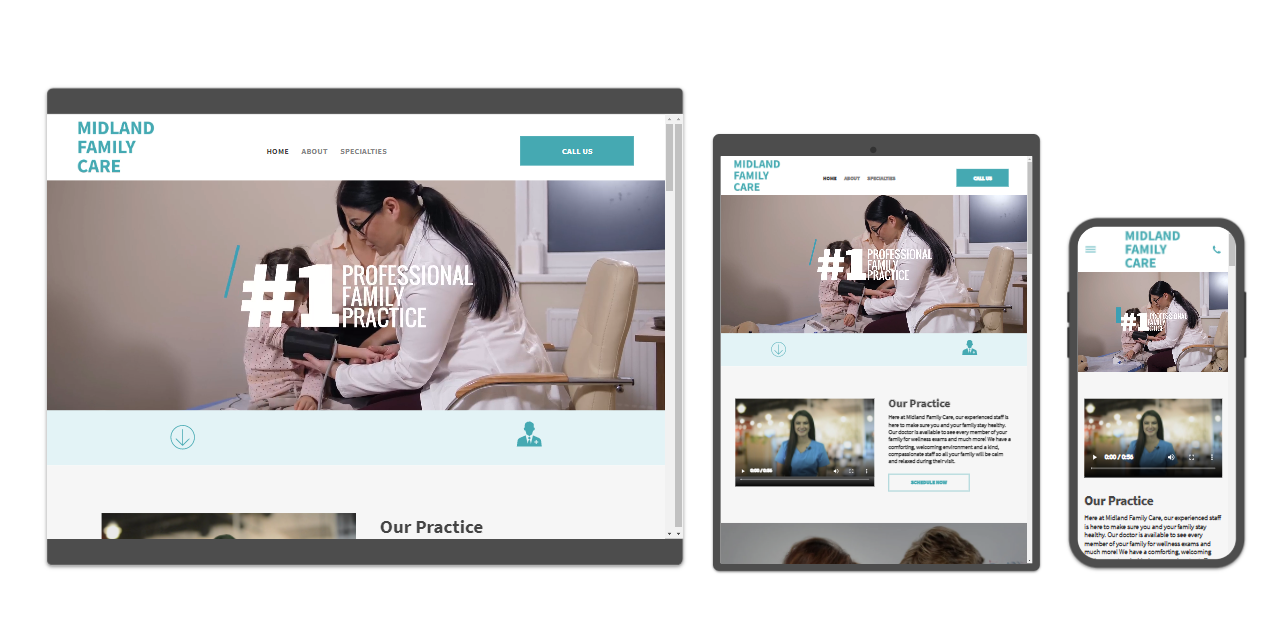 MIDLAND
FAMILY
CARE
HOME ABOUT SPECIALTIES
CALL US
#1 PROFESSIONAL
FAMILY
PRACTICE
Our Practice
MIDLAND
FAMILY
CARE
HOME ABOUT SPECIALTIES
CALL US
#1 PROFESSIONAL
FAMILY
PRACTICE
0:00 / 0:56
Our Practice
Here at Midland Family Care, our experienced staff is
here to make sure you and your family stay healthy.
Our doctor is available to see every member of your
family for wellness exams and much more! We have a
comforting, welcoming environment and a kind,
compassionate staff so all your family will be calm
and relaxed during their visit.
SCHEDULE NOW
MIDLAND
FAMILY
CARE
#1 PROFESSIONAL
FAMILY
PRACTICE
0:00 / 0:56
Our Practice
Here at Midland Family Care, our experienced staff
is here to make sure you and your family stay
healthy. Our doctor is available to see every
member of your family for wellness exams and
much more! We have a comforting, welcoming